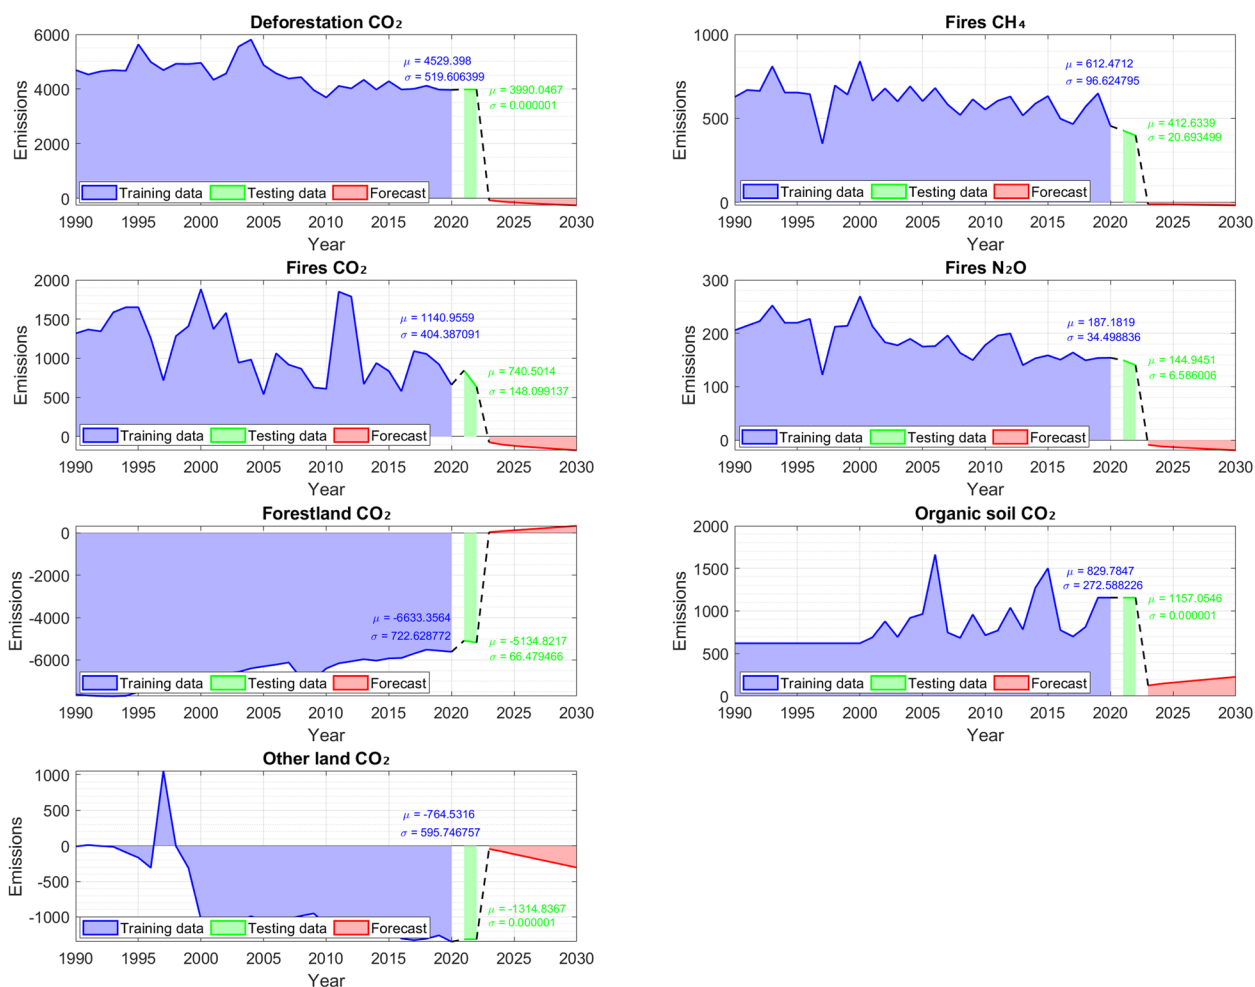 Deforestation CO₂
6000
4000
2000
0
Emissions
μ = 4529.398
σ = 519.606399
μ = 3990.0467
σ = 0.000001
Training data Testing data Forecast
1990 1995 2000 2005 2010 2015 2020 2025 2030
Year
Fires CH₄
1000
500
0
Emissions
μ = 612.4712
σ = 96.624795
μ = 412.6339
σ = 20.693499
Training data Testing data Forecast
1990 1995 2000 2005 2010 2015 2020 2025 2030
Year
Fires CO₂
2000
1500
1000
500
0
Emissions
μ = 1140.9559
σ = 404.387091
μ = 740.5014
σ = 148.099137
Training data Testing data Forecast
1990 1995 2000 2005 2010 2015 2020 2025 2030
Year
Fires N₂O
300
200
100
0
Emissions
μ = 187.1819
σ = 34.498836
μ = 144.9451
σ = 6.586006
Training data Testing data Forecast
1990 1995 2000 2005 2010 2015 2020 2025 2030
Year
Forestland CO₂
0
-2000
-4000
-6000
Emissions
μ = -6633.3564
σ = 722.628772
μ = -5134.8217
σ = 66.479466
Training data Testing data Forecast
1990 1995 2000 2005 2010 2015 2020 2025 2030
Year
Organic soil CO₂
2000
1500
1000
500
0
Emissions
μ = 829.7847
σ = 272.588226
μ = 1157.0546
σ = 0.000001
Training data Testing data Forecast
1990 1995 2000 2005 2010 2015 2020 2025 2030
Year
Other land CO₂
1000
500
0
-500
-1000
Emissions
μ = -764.5316
σ = 595.746757
μ = -1314.8367
σ = 0.000001
Training data Testing data Forecast
1990 1995 2000 2005 2010 2015 2020 2025 2030
Year